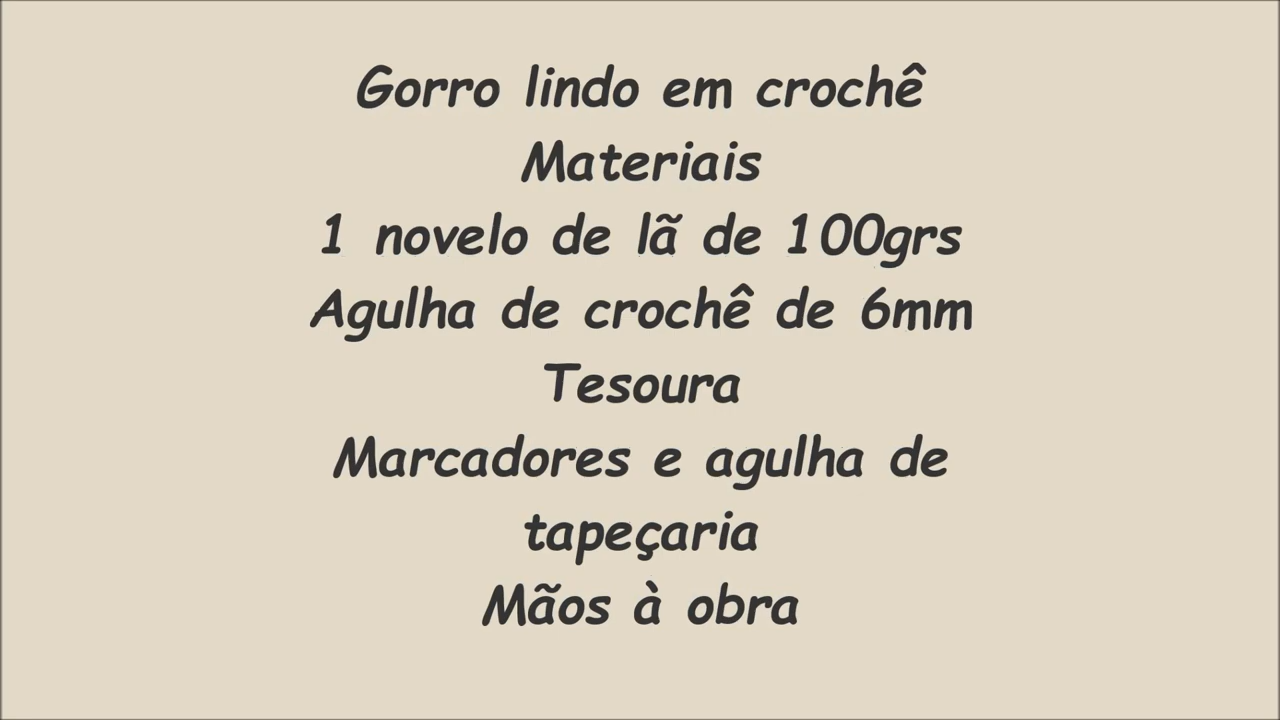 Gorro lindo em crochê
Materiais
1 novelo de lã de 100grs
Agulha de crochê de 6mm
Tesoura
Marcadores e agulha de
tapeçaria
Mãos à obra